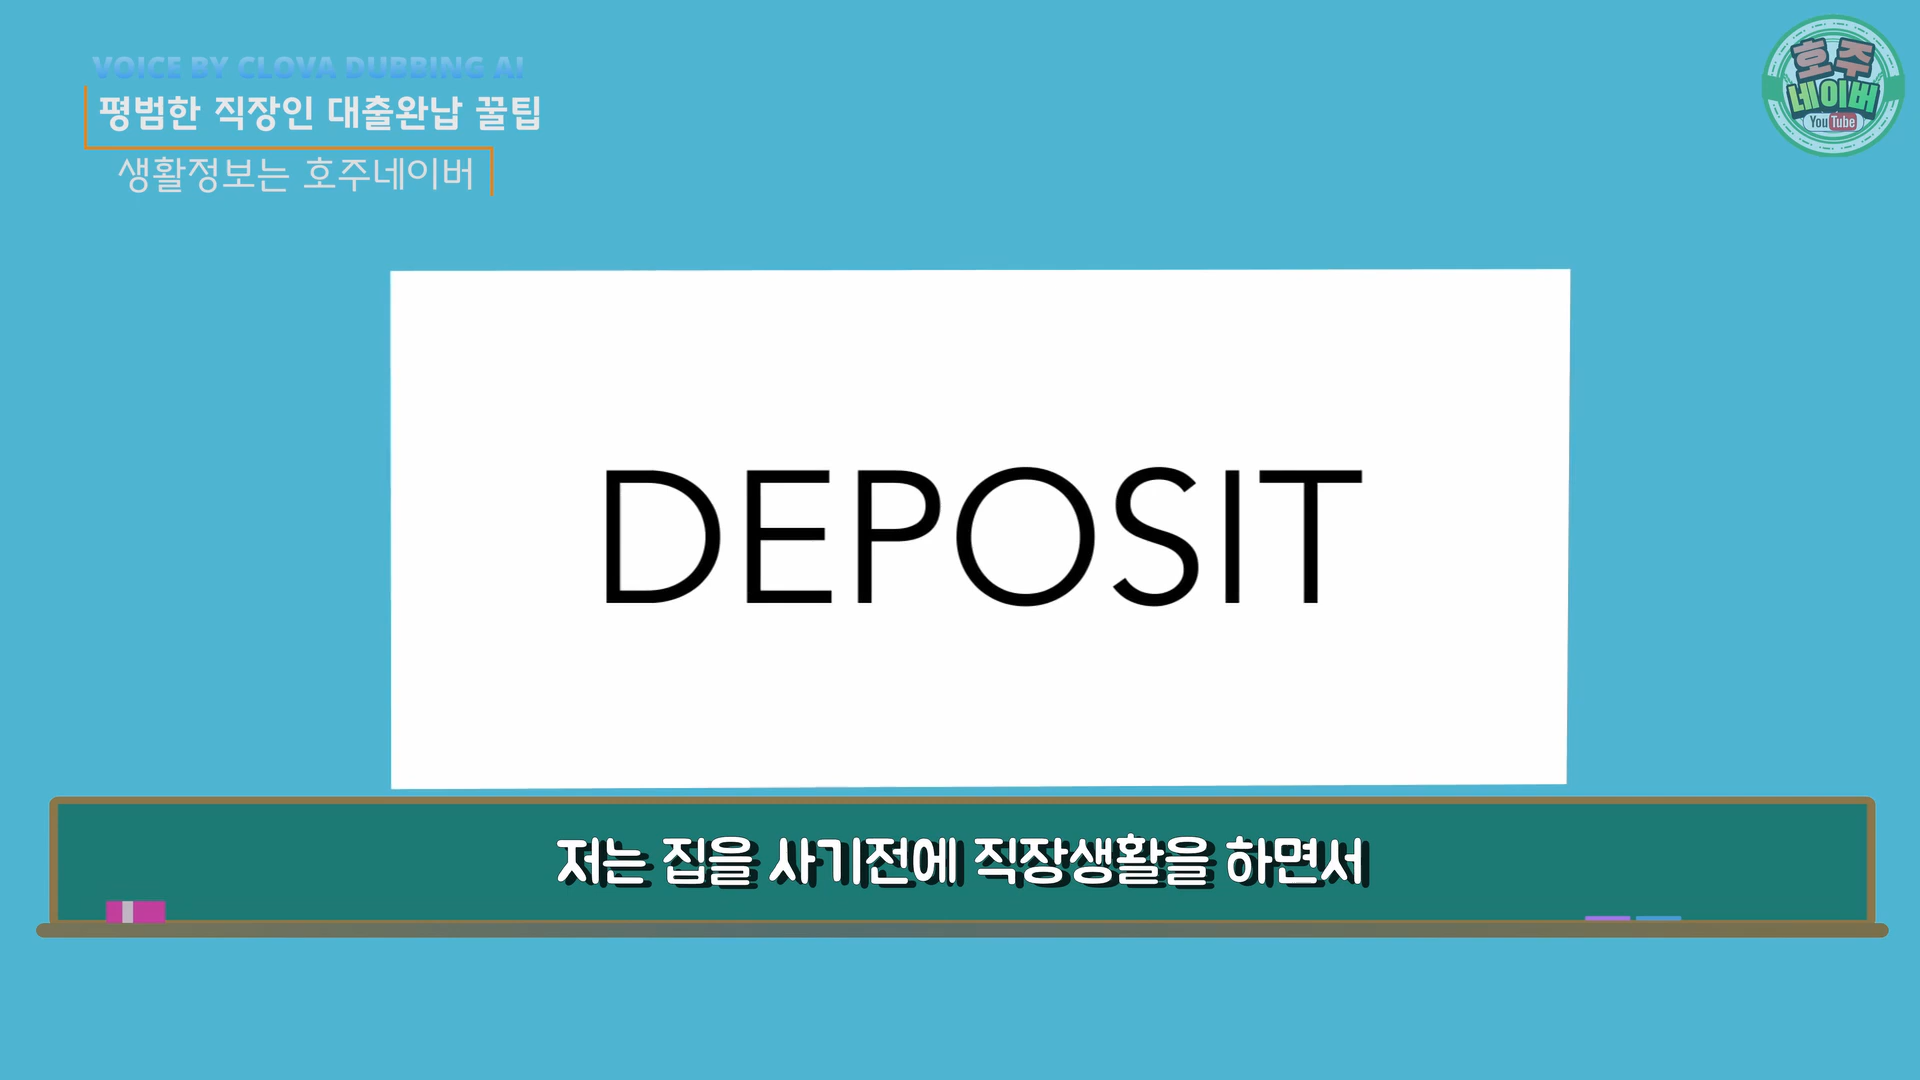 VOICE BY CLOVA DUBBING AI
평범한 직장인 대출완납 꿀팁
생활정보는 호주네이버
호주
네이버
YouTube
DEPOSIT
저는 집을 사기전에 직장생활을 하면서